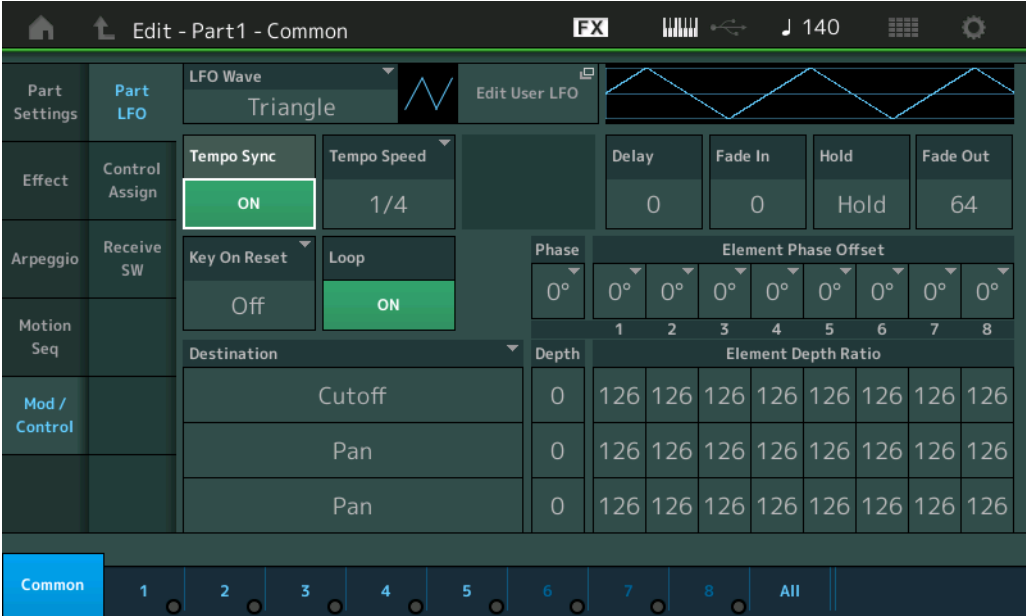 Edit - Part1 - Common
FX
♩ 140
Part
Settings
Part
LFO
LFO Wave
Triangle
Edit User LFO
Effect
Control
Assign
Tempo Sync
ON
Tempo Speed
1/4
Delay
0
Fade In
0
Hold
Hold
Fade Out
64
Arpeggio
Receive
SW
Key On Reset
Off
Loop
ON
Phase
0°
Element Phase Offset
0° 0° 0° 0° 0° 0° 0° 0°
1 2 3 4 5 6 7 8
Motion
Seq
Destination
Depth
Element Depth Ratio
Mod /
Control
Cutoff
0
126 126 126 126 126 126 126 126
Pan
0
126 126 126 126 126 126 126 126
Pan
0
126 126 126 126 126 126 126 126
Common
1 2 3 4 5 6 7 8 All